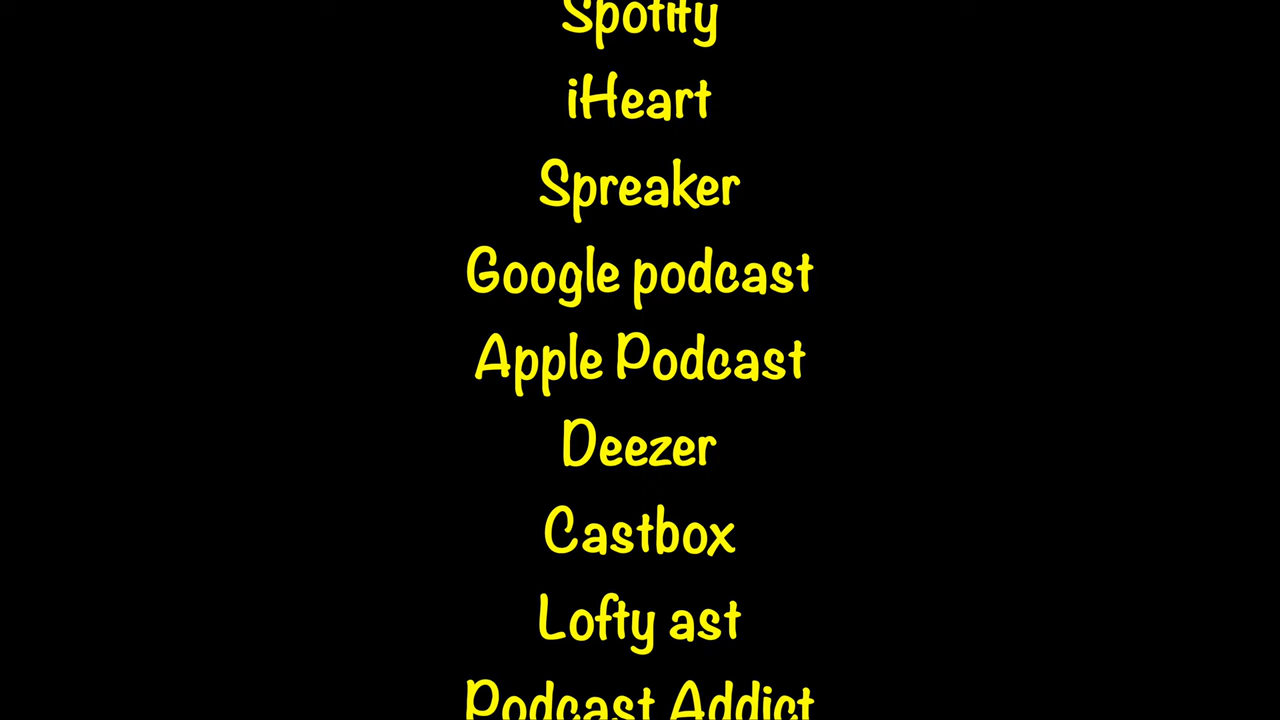 Spotify
iHeart
Spreaker
Google podcast
Apple Podcast
Deezer
Castbox
Lofty ast
Podcast Addict